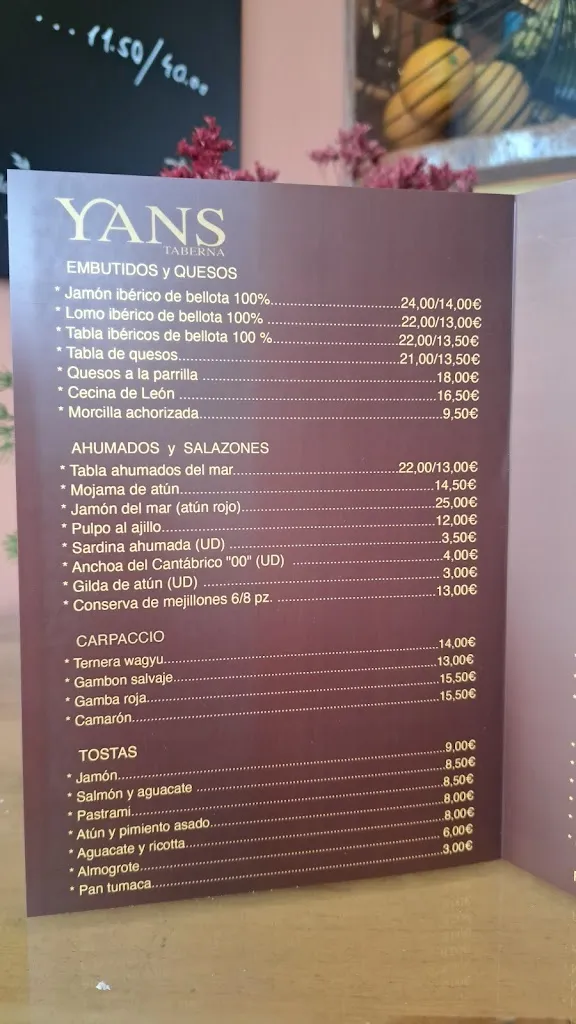 ... 11.50/40.00
YANS
TABERNA
EMBUTIDOS y QUESOS
* Jamón ibérico de bellota 100%....................................24,00/14,00€
* Lomo ibérico de bellota 100% ....................................22,00/13,00€
* Tabla ibéricos de bellota 100 %....................................22,00/13,50€
* Tabla de quesos....................................21,00/13,50€
* Quesos a la parrilla ....................................18,00€
* Cecina de León ....................................16,50€
* Morcilla achorizada....................................9,50€
AHUMADOS y SALAZONES
* Tabla ahumados del mar....................................22,00/13,00€
* Mojama de atún....................................14,50€
* Jamón del mar (atún rojo)....................................25,00€
* Pulpo al ajillo....................................12,00€
* Sardina ahumada (UD) ....................................3,50€
* Anchoa del Cantábrico "00" (UD) ....................................4,00€
* Gilda de atún (UD) ....................................3,00€
* Conserva de mejillones 6/8 pz. ....................................13,00€
CARPACCIO
* Ternera wagyu....................................14,00€
* Gambon salvaje....................................13,00€
* Gamba roja....................................15,50€
* Camarón....................................15,50€
TOSTAS
* Jamón....................................9,00€
* Salmón y aguacate ....................................8,50€
* Pastrami....................................8,50€
* Atún y pimiento asado....................................8,00€
* Aguacate y ricotta....................................8,00€
* Almogrote....................................6,00€
* Pan tumaca....................................3,00€